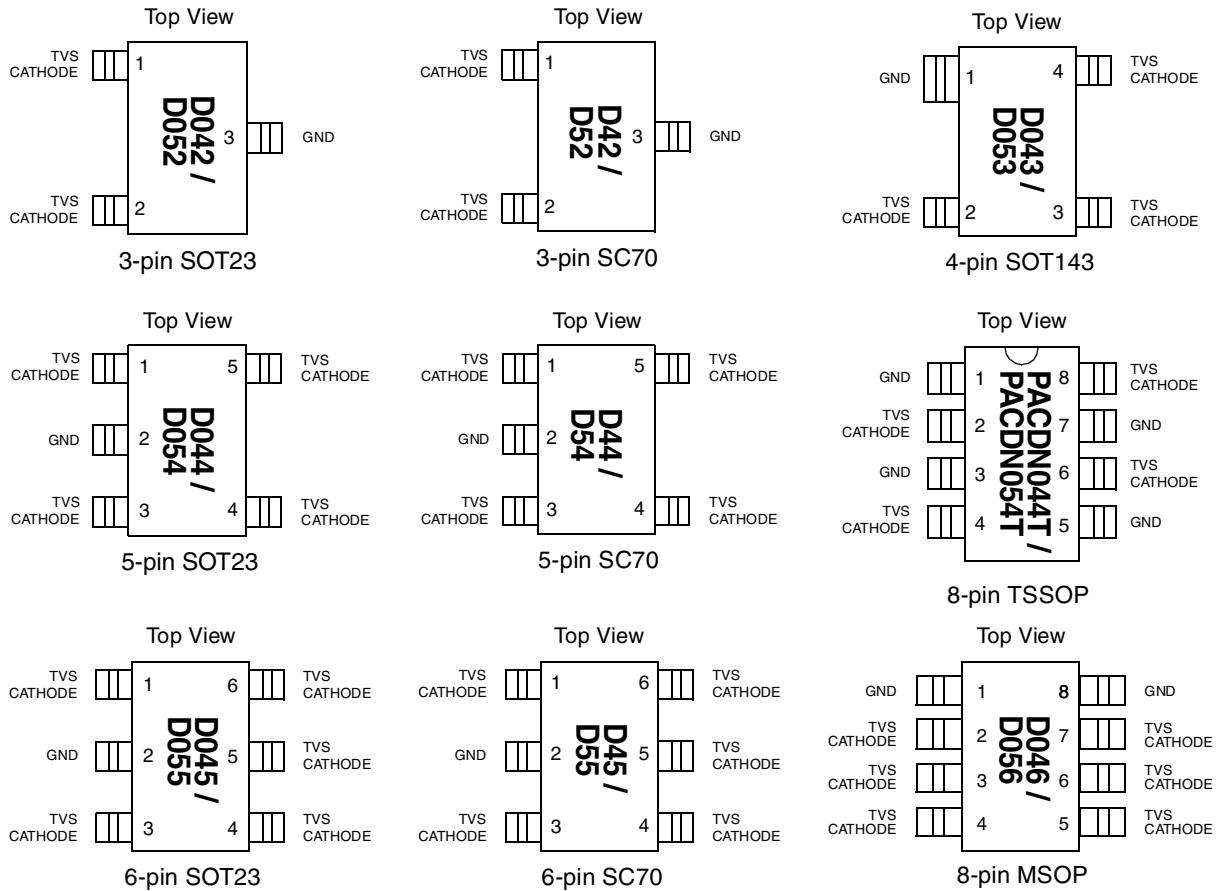 Top View
TVS
CATHODE
1
D042 /
D052
3
GND
TVS
CATHODE
2
3-pin SOT23
Top View
TVS
CATHODE
1
D42 /
D52
3
GND
TVS
CATHODE
2
3-pin SC70
Top View
GND
1
4
TVS
CATHODE
D043 /
D053
TVS
CATHODE
2
3
TVS
CATHODE
4-pin SOT143
Top View
TVS
CATHODE
1
5
TVS
CATHODE
GND
2
D044 /
D054
TVS
CATHODE
3
4
TVS
CATHODE
5-pin SOT23
Top View
TVS
CATHODE
1
5
TVS
CATHODE
GND
2
D44 /
D54
TVS
CATHODE
3
4
TVS
CATHODE
5-pin SC70
Top View
GND
1
8
TVS
CATHODE
TVS
CATHODE
2
7
GND
PACDN044T /
PACDN054T
GND
3
6
TVS
CATHODE
TVS
CATHODE
4
5
GND
8-pin TSSOP
Top View
TVS
CATHODE
1
6
TVS
CATHODE
GND
2
D045 /
D055
5
TVS
CATHODE
TVS
CATHODE
3
4
TVS
CATHODE
6-pin SOT23
Top View
TVS
CATHODE
1
6
TVS
CATHODE
GND
2
D45 /
D55
5
TVS
CATHODE
TVS
CATHODE
3
4
TVS
CATHODE
6-pin SC70
Top View
GND
1
8
GND
TVS
CATHODE
2
7
TVS
CATHODE
D046 /
D056
TVS
CATHODE
3
6
TVS
CATHODE
TVS
CATHODE
4
5
TVS
CATHODE
8-pin MSOP